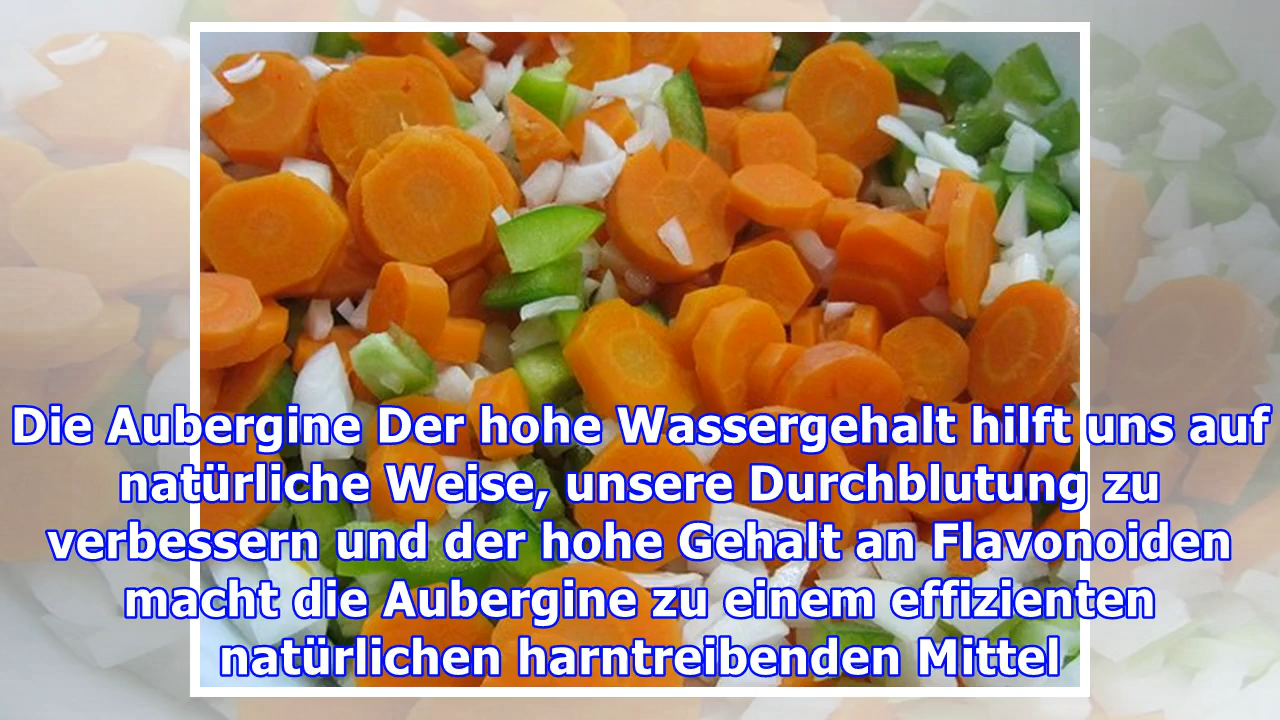 Die Aubergine Der hohe Wassergehalt hilft uns auf
natürliche Weise, unsere Durchblutung zu
verbessern und der hohe Gehalt an Flavonoiden
macht die Aubergine zu einem effizienten
natürlichen harntreibenden Mittel